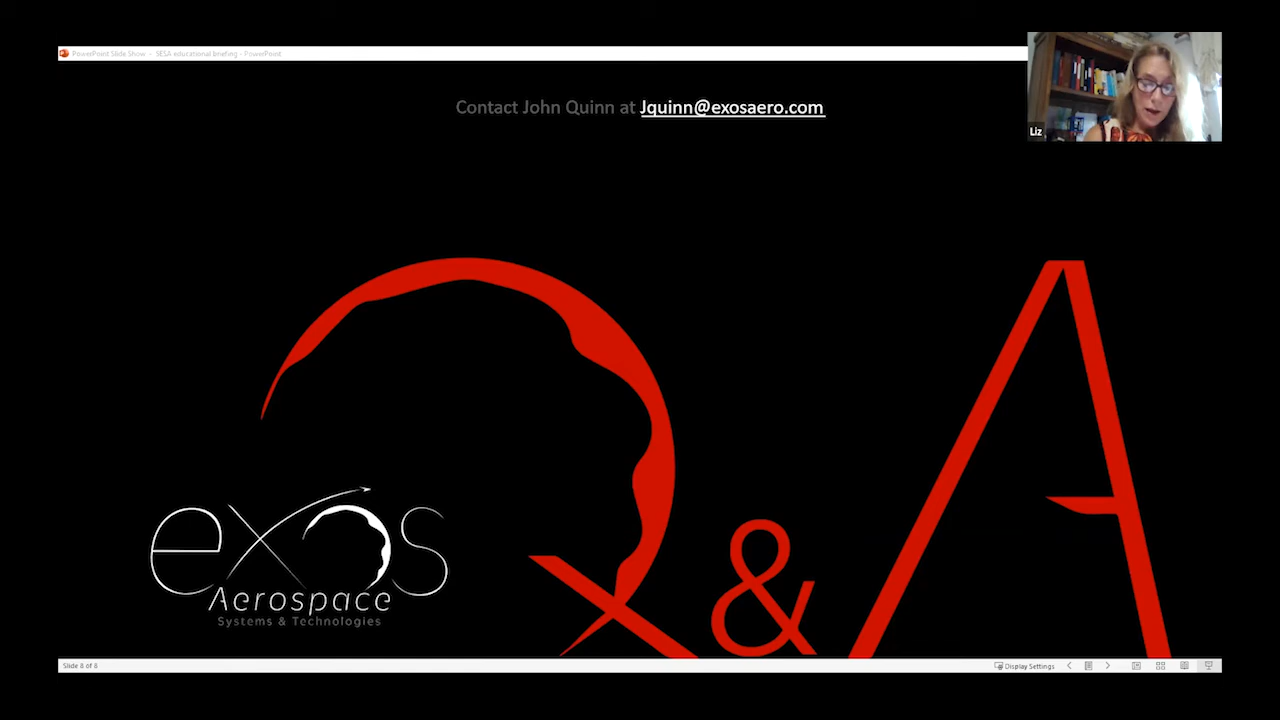 PowerPoint Slide Show - SESA educational briefing - PowerPoint
Contact John Quinn at Jquinn@exosaero.com
Liz
Q & A
exos
Aerospace
Systems & Technologies
Slide 8 of 8
Display Settings